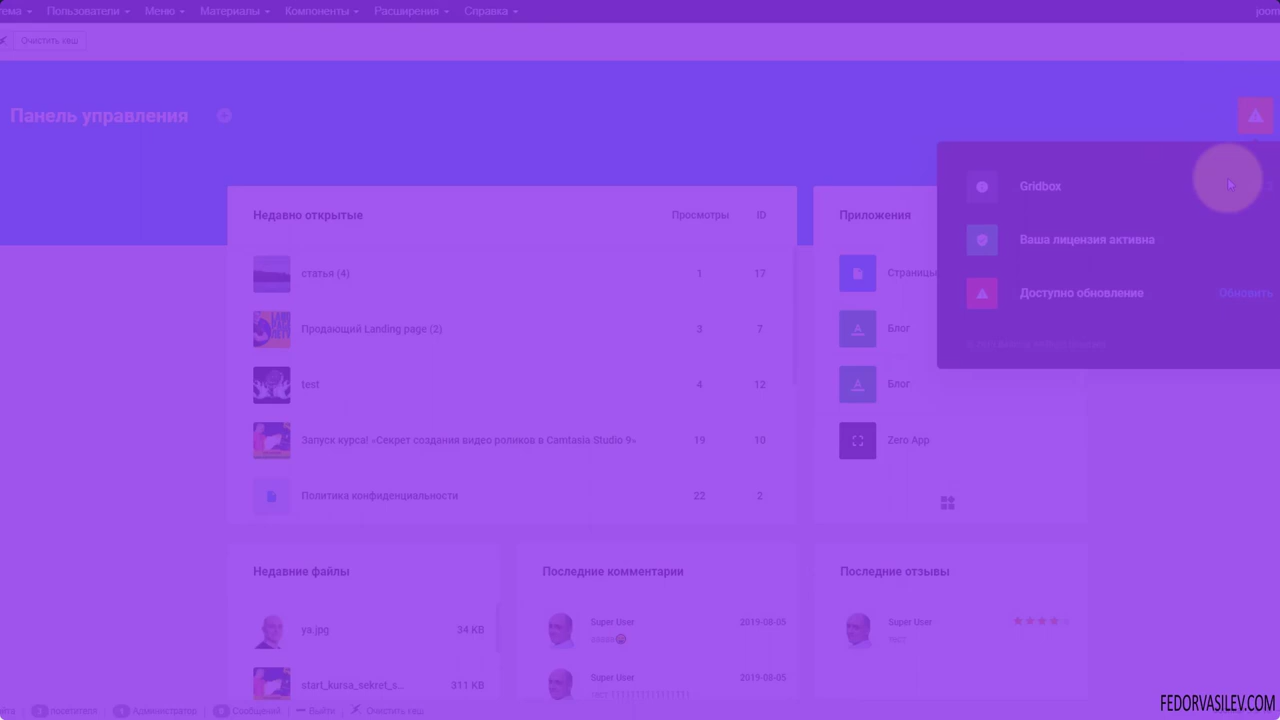 Пользователи Меню Материалы Компоненты Расширения Справка
Очистить кеш
Панель управления
Недавно открытые Просмотры ID
статья (4) 1 17
Продающий Landing page (2) 3 7
test 4 12
Запуск курса! «Секрет создания видео роликов в Camtasia Studio 9» 19 10
Политика конфиденциальности 22 2
Приложения
Страницы
Блог
Блог
Zero App
Gridbox
Ваша лицензия активна
Доступно обновление Обновить
Недавние файлы
ya.jpg 34 KB
start_kursa_sekret_s... 311 KB
Последние комментарии
Super User 2019-08-05
Super User 2019-08-05
Последние отзывы
Super User
тест
3 посетителя Администратор Сообщений Выйти Очистить кеш
FEDORVASILEV.COM